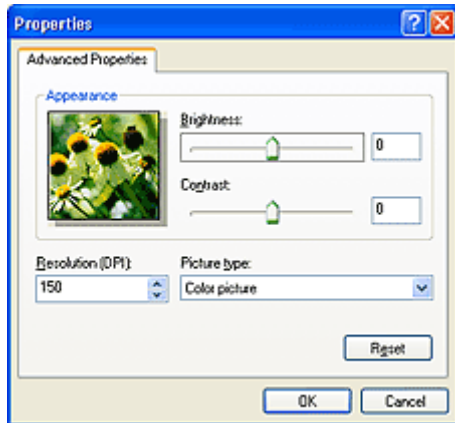 Properties
Advanced Properties
Appearance
Brightness:
0
Contrast:
0
Resolution (DPI):
Picture type:
150
Color picture
Reset
OK
Cancel